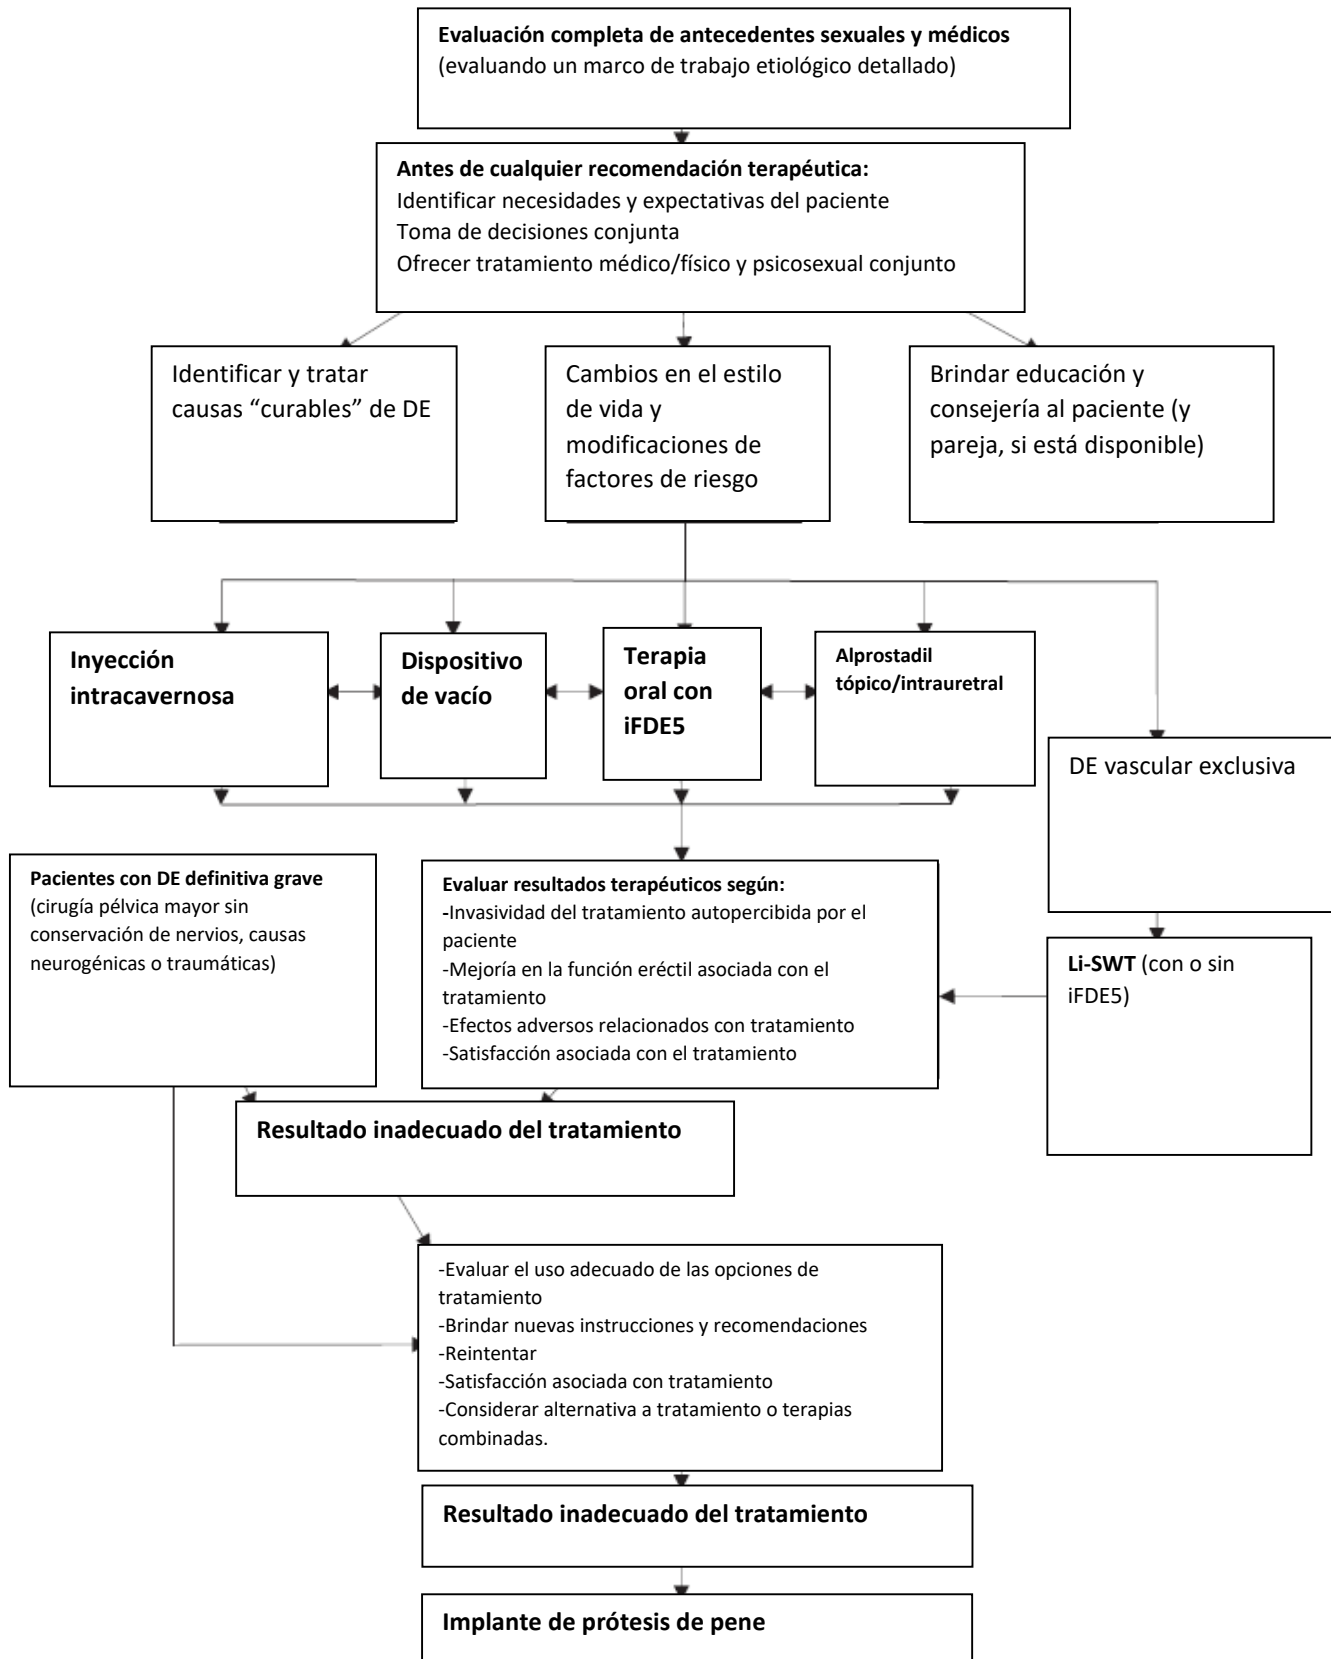 Evaluación completa de antecedentes sexuales y médicos
(evaluando un marco de trabajo etiológico detallado)
Antes de cualquier recomendación terapéutica:
Identificar necesidades y expectativas del paciente
Toma de decisiones conjunta
Ofrecer tratamiento médico/físico y psicosexual conjunto
Identificar y tratar
causas “curables” de DE
Cambios en el estilo
de vida y
modificaciones de
factores de riesgo
Brindar educación y
consejería al paciente (y
pareja, si está disponible)
Inyección
intracavernosa
Dispositivo
de vacío
Terapia
oral con
iFDE5
Alprostadil
tópico/intrauretral
DE vascular exclusiva
Pacientes con DE definitiva grave
(cirugía pélvica mayor sin
conservación de nervios, causas
neurogénicas o traumáticas)
Evaluar resultados terapéuticos según:
-Invasividad del tratamiento autopercibida por el
paciente
-Mejoría en la función eréctil asociada con el
tratamiento
-Efectos adversos relacionados con tratamiento
-Satisfacción asociada con el tratamiento
Li-SWT (con o sin
iFDE5)
Resultado inadecuado del tratamiento
-Evaluar el uso adecuado de las opciones de
tratamiento
-Brindar nuevas instrucciones y recomendaciones
-Reintentar
-Satisfacción asociada con tratamiento
-Considerar alternativa a tratamiento o terapias
combinadas.
Resultado inadecuado del tratamiento
Implante de prótesis de pene